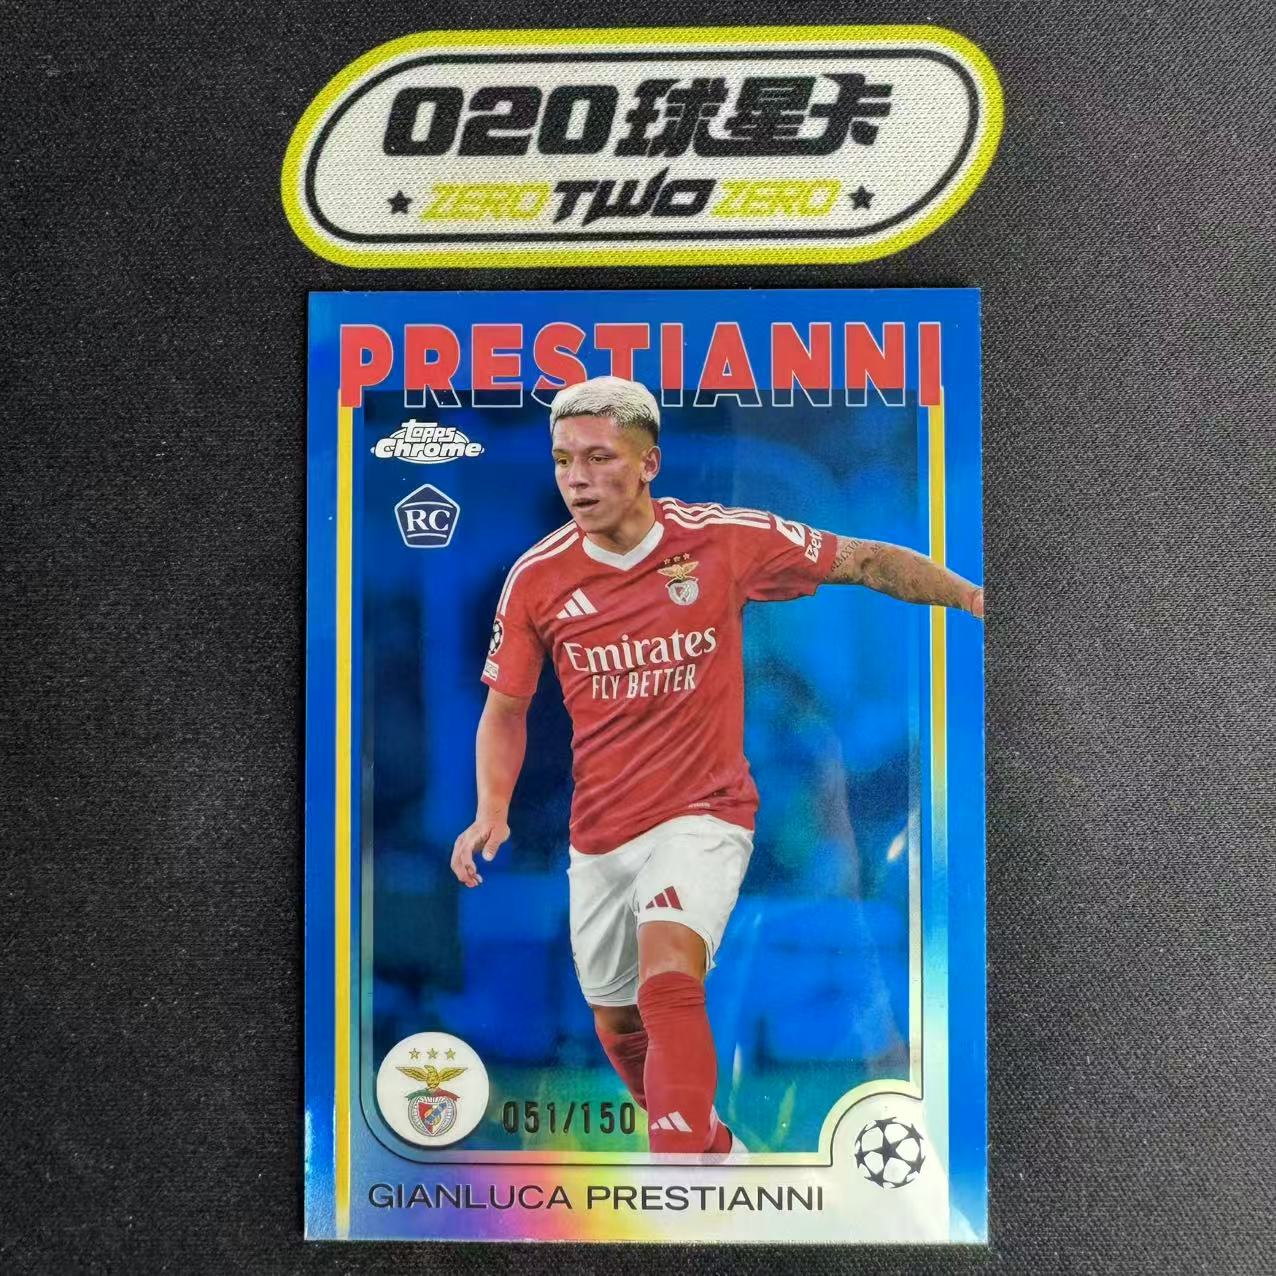 020球星卡
ZERO TWO ZERO
PRESTIANNI
Topps
Chrome
RC
Emirates
FLY BETTER
051/150
GIANLUCA PRESTIANNI